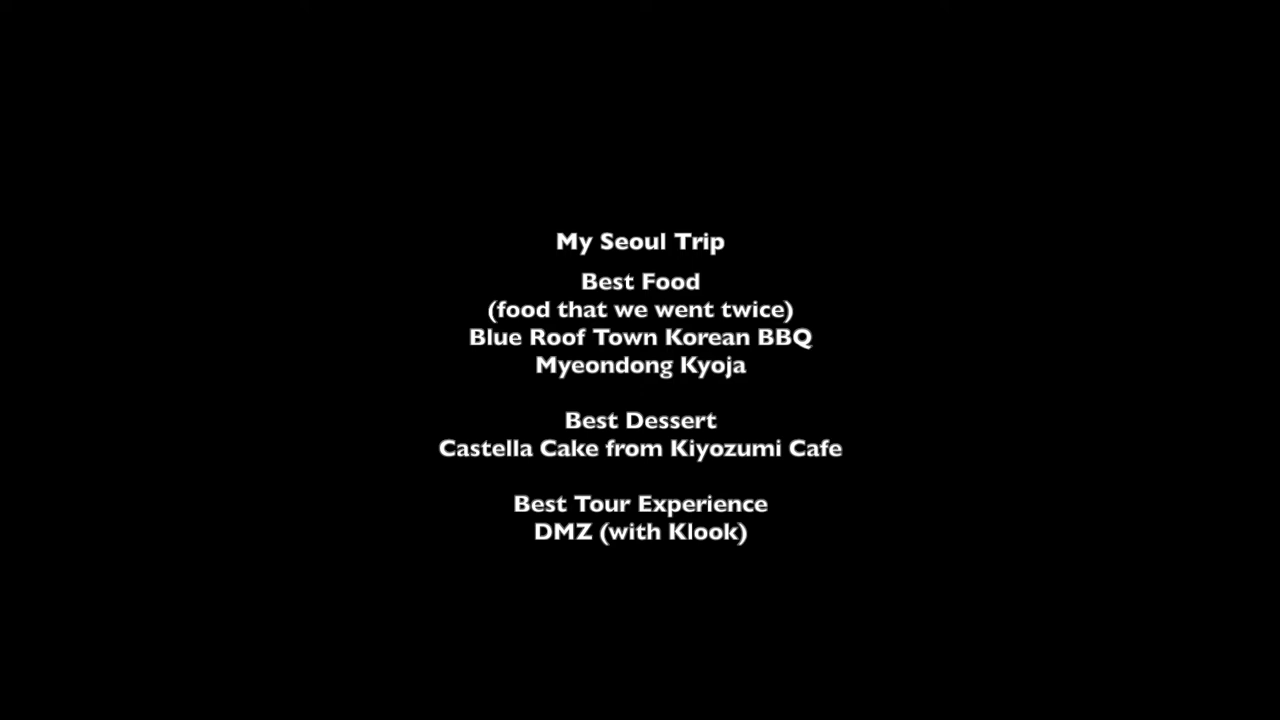 My Seoul Trip
Best Food
(food that we went twice)
Blue Roof Town Korean BBQ
Myeondong Kyoja
Best Dessert
Castella Cake from Kiyozumi Cafe
Best Tour Experience
DMZ (with Klook)